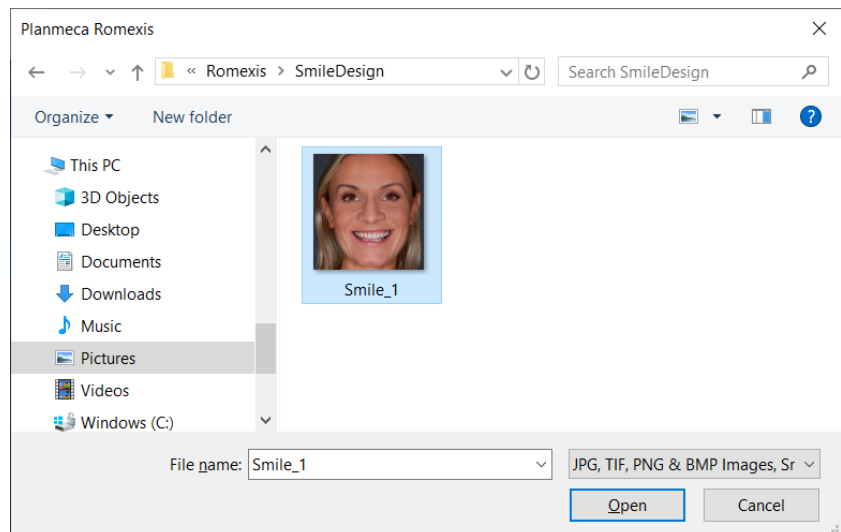 Planmeca Romexis
« Romexis > SmileDesign
Search SmileDesign
Organize
New folder
This PC
3D Objects
Desktop
Documents
Downloads
Music
Pictures
Videos
Windows (C:)
Smile_1
File name: Smile_1
JPG, TIF, PNG & BMP Images, Sr
Open
Cancel